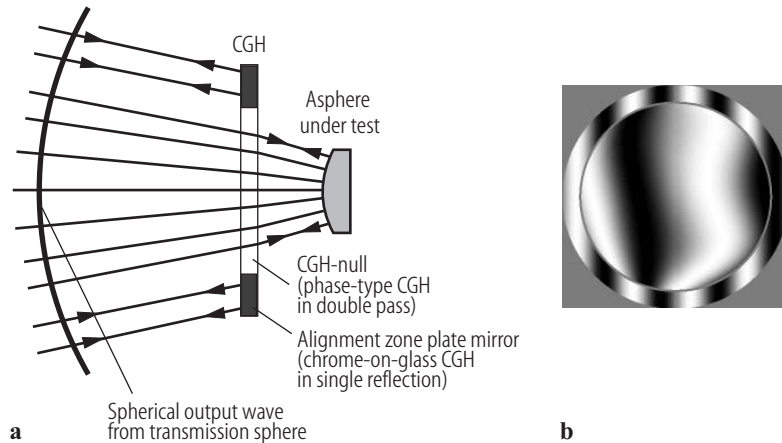 CGH
Asphere
under test
CGH-null
(phase-type CGH
in double pass)
Alignment zone plate mirror
(chrome-on-glass CGH
in single reflection)
Spherical output wave
from transmission sphere
a
b